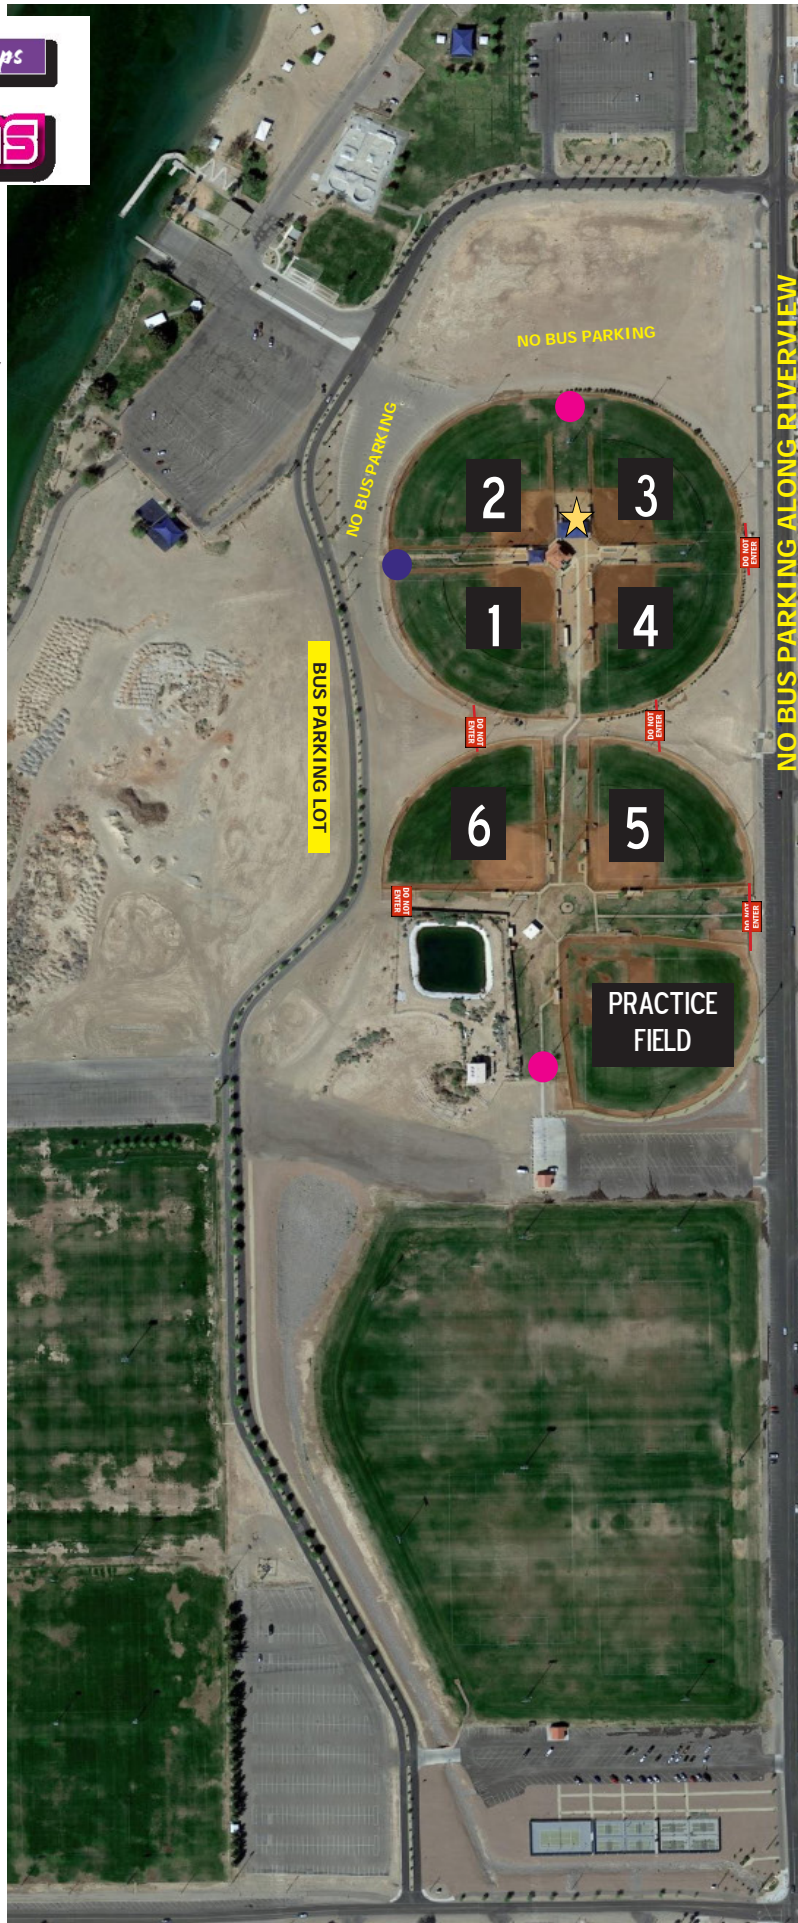 ps
NO BUS PARKING
NO BUS PARKING
NO BUS PARKING ALONG RIVERVIEW
2
3
DO NOT
ENTER
1
4
BUS PARKING LOT
DO NOT
ENTER
DO NOT
ENTER
6
5
DO NOT
ENTER
DO NOT
ENTER
PRACTICE
FIELD